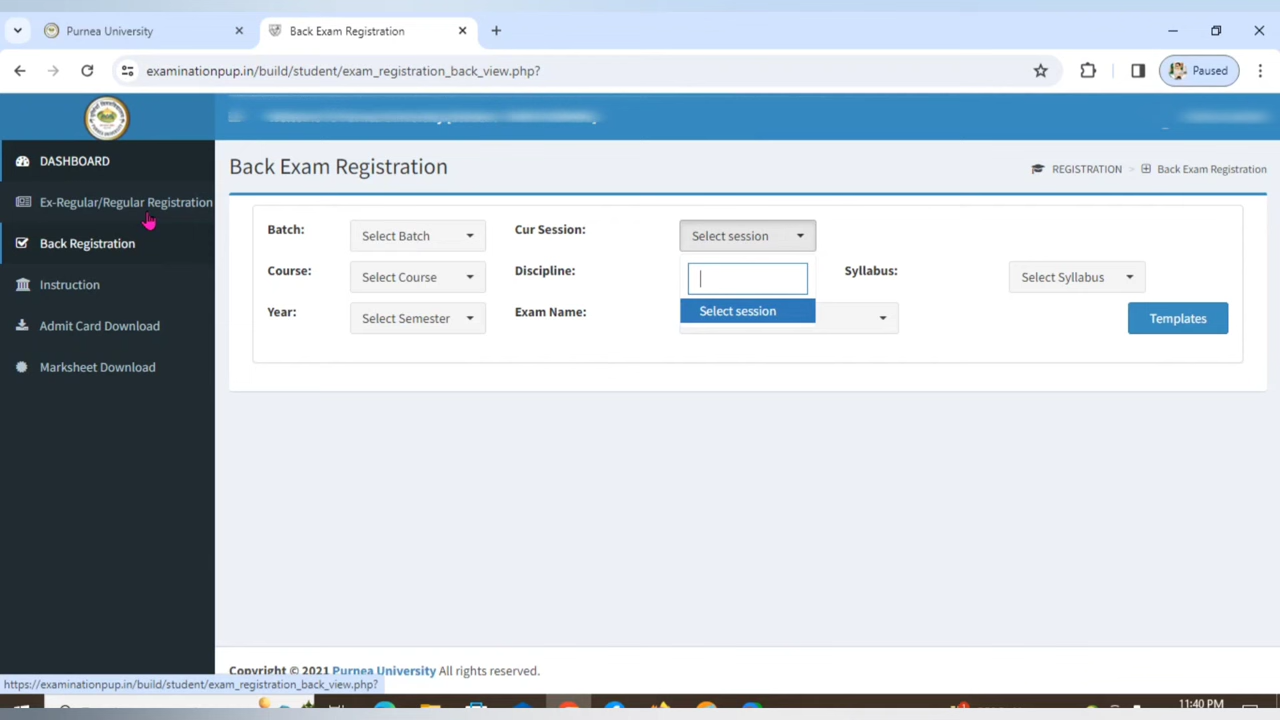 Purnea University
Back Exam Registration
examinationpup.in/build/student/exam_registration_back_view.php?
Paused
DASHBOARD
Ex-Regular/Regular Registration
Back Registration
Instruction
Admit Card Download
Marksheet Download
Back Exam Registration
REGISTRATION > Back Exam Registration
Batch: Select Batch Cur Session: Select session
Course: Select Course Discipline: Syllabus: Select Syllabus
Select session
Year: Select Semester Exam Name: Templates
Copyright © 2021 Purnea University All rights reserved.
https://examinationpup.in/build/student/exam_registration_back_view.php?
11:40 PM